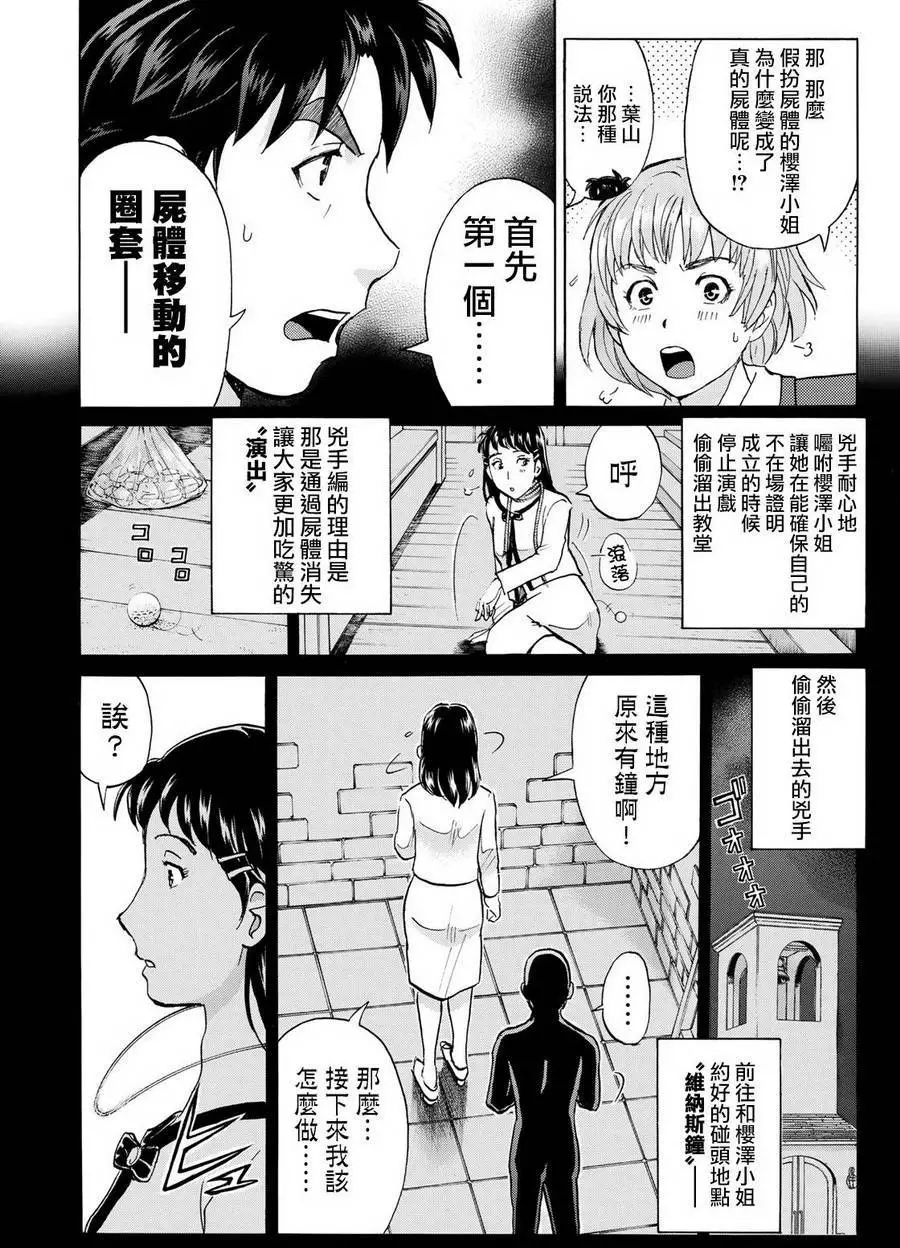 那 那麼
假扮屍體的櫻澤小姐
為什麼變成了
真的屍體呢…!?
…葉山
你那種
説法…
首先
第一個……
屍體移動的
圈套——
兇手耐心地
囑咐櫻澤小姐
讓她在能確保自己的
不在場證明
成立的時候
停止演戲
偷偷溜出教堂
呼
滾落
兇手編的理由是
那是通過屍體消失
讓大家更加吃驚的
〝演出〞
コロ
コロ
然後
偷偷溜出去的兇手
ゴゴォォォ
前往和櫻澤小姐
約好的碰頭地點
〝維納斯鐘〞——
這種地方
原來有鐘啊！
……
那麼…
接下來我該
怎麼做……
誒？